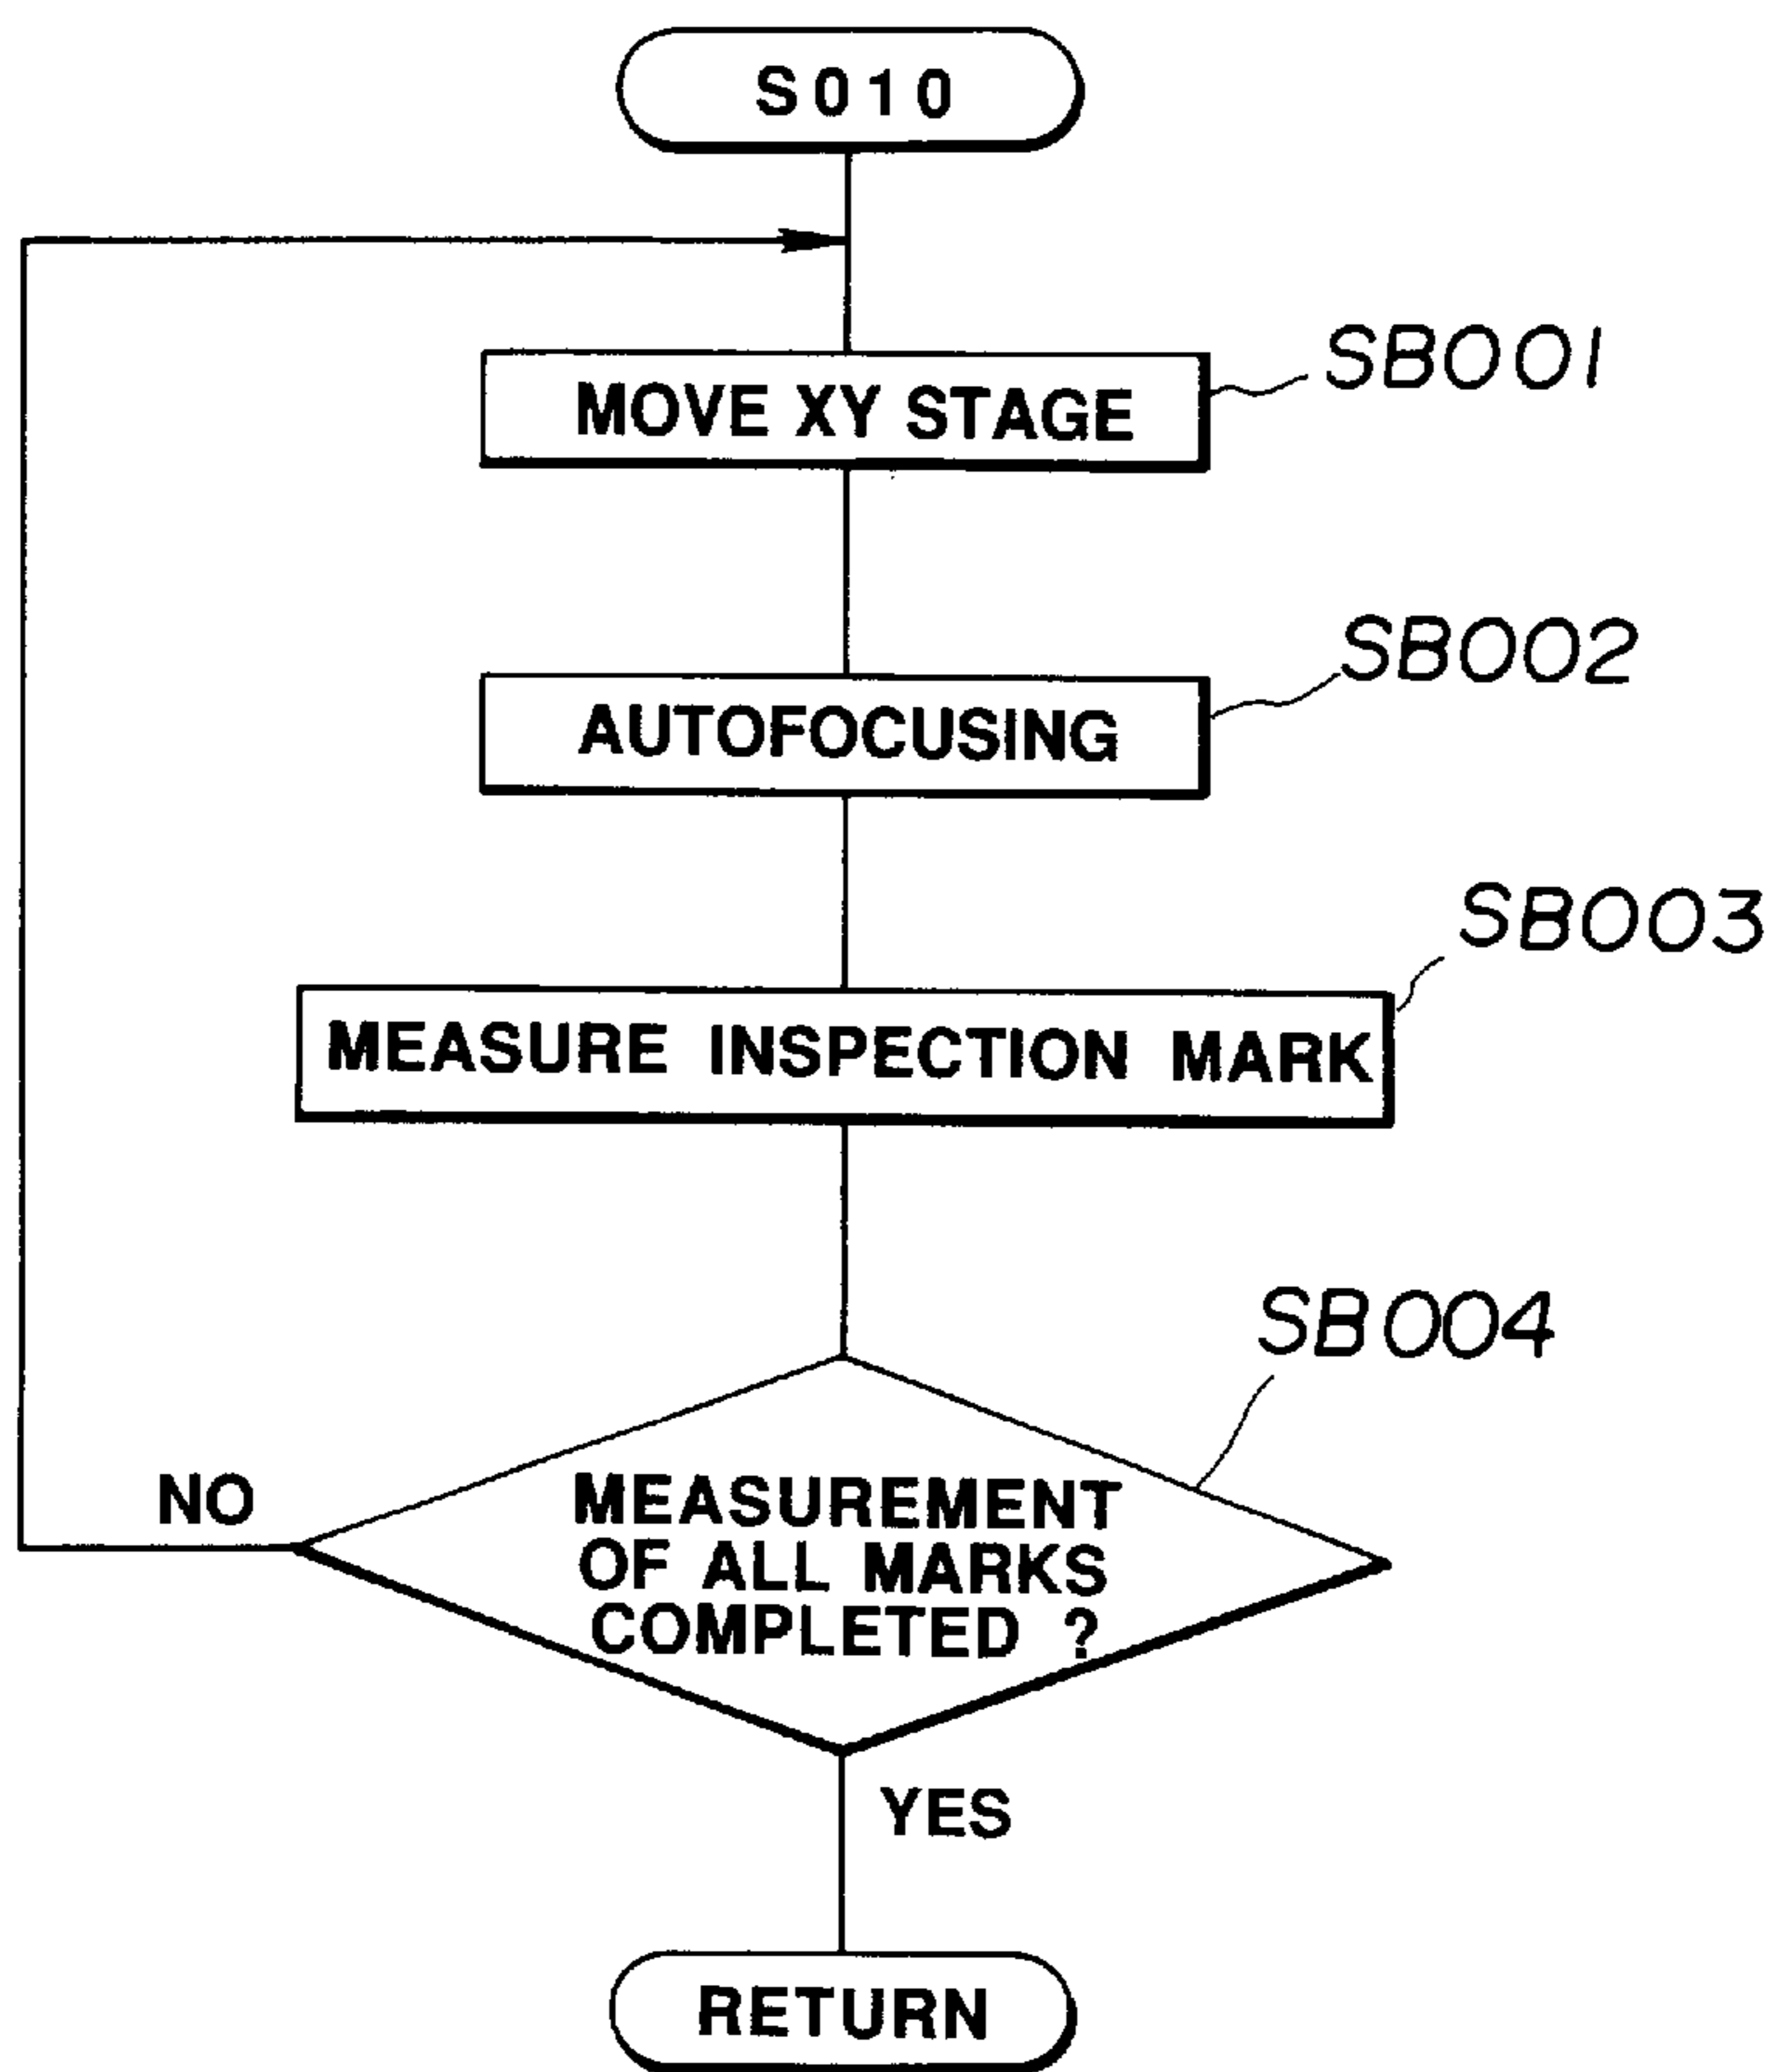 S010
MOVE XY STAGE
SB001
AUTOFOCUSING
SB002
SB003
MEASURE INSPECTION MARK
SB004
NO
MEASUREMENT
OF ALL MARKS
COMPLETED ?
YES
RETURN